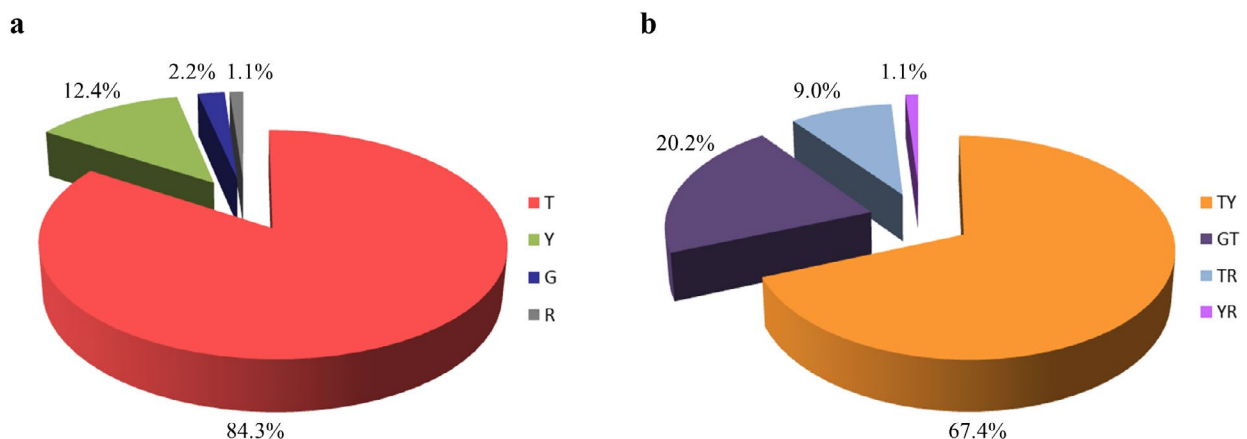 a
2.2% 1.1%
12.4%
T
Y
G
R
84.3%
b
1.1%
9.0%
20.2%
TY
GT
TR
YR
67.4%